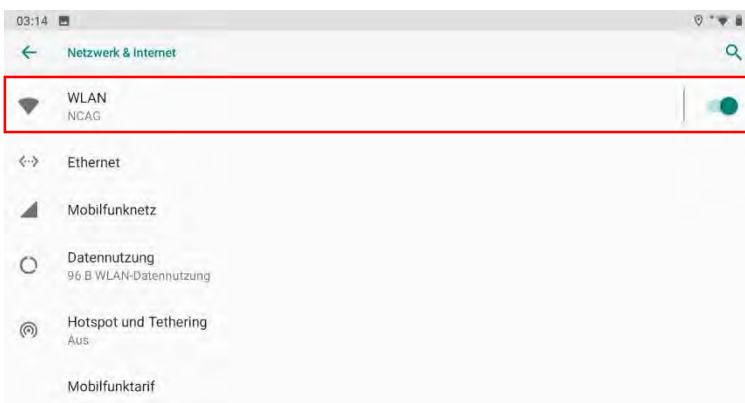 03:14
Netzwerk & Internet
WLAN
NCAG
Ethernet
Mobilfunknetz
Datennutzung
96 B WLAN-Datennutzung
Hotspot und Tethering
Aus
Mobilfunktarif